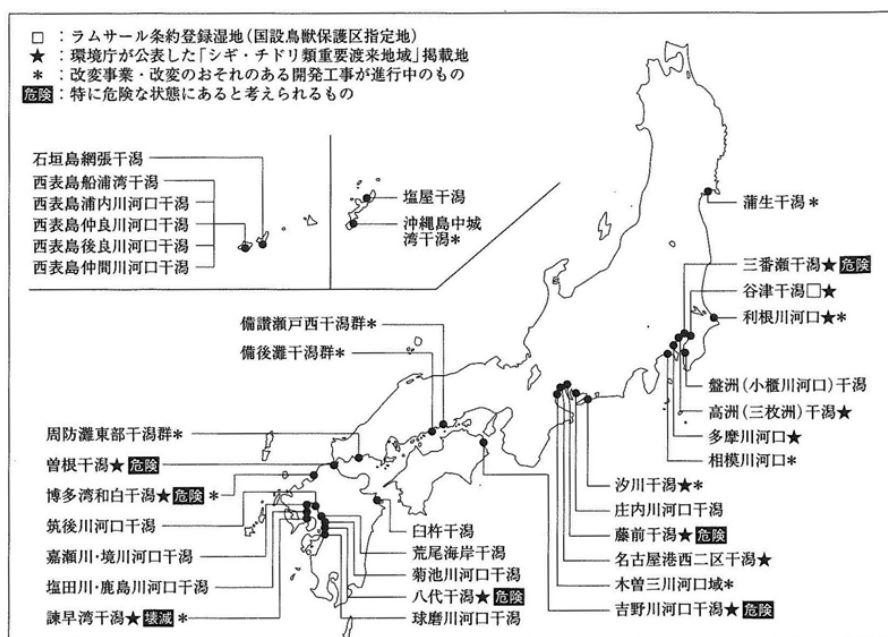 □ : ラムサール条約登録湿地(国設鳥獣保護区指定地)
★ : 環境庁が公表した「シギ・チドリ類重要渡来地域」掲載地
* : 改変事業・改変のおそれのある開発工事が進行中のもの
危険 : 特に危険な状態にあると考えられるもの
石垣島網張干潟
西表島船浦湾干潟
西表島浦内川河口干潟
西表島仲良川河口干潟
西表島後良川河口干潟
西表島仲間川河口干潟
塩屋干潟
沖縄島中城
湾干潟*
蒲生干潟*
三番瀬干潟★危険
谷津干潟□★
利根川河口★*
盤洲(小櫃川河口)干潟
高洲(三枚洲)干潟★
多摩川河口★
相模川河口*
備讃瀬戸西干潟群*
備後灘干潟群*
周防灘東部干潟群*
曽根干潟★危険
博多湾和白干潟★危険*
筑後川河口干潟
嘉瀬川・境川河口干潟
塩田川・鹿島川河口干潟
諫早湾干潟★壊滅*
臼杵干潟
荒尾海岸干潟
菊池川河口干潟
八代干潟★危険
球磨川河口干潟
汐川干潟★*
庄内川河口干潟
藤前干潟★危険
名古屋港西二区干潟★
木曽三川河口域*
吉野川河口干潟★危険